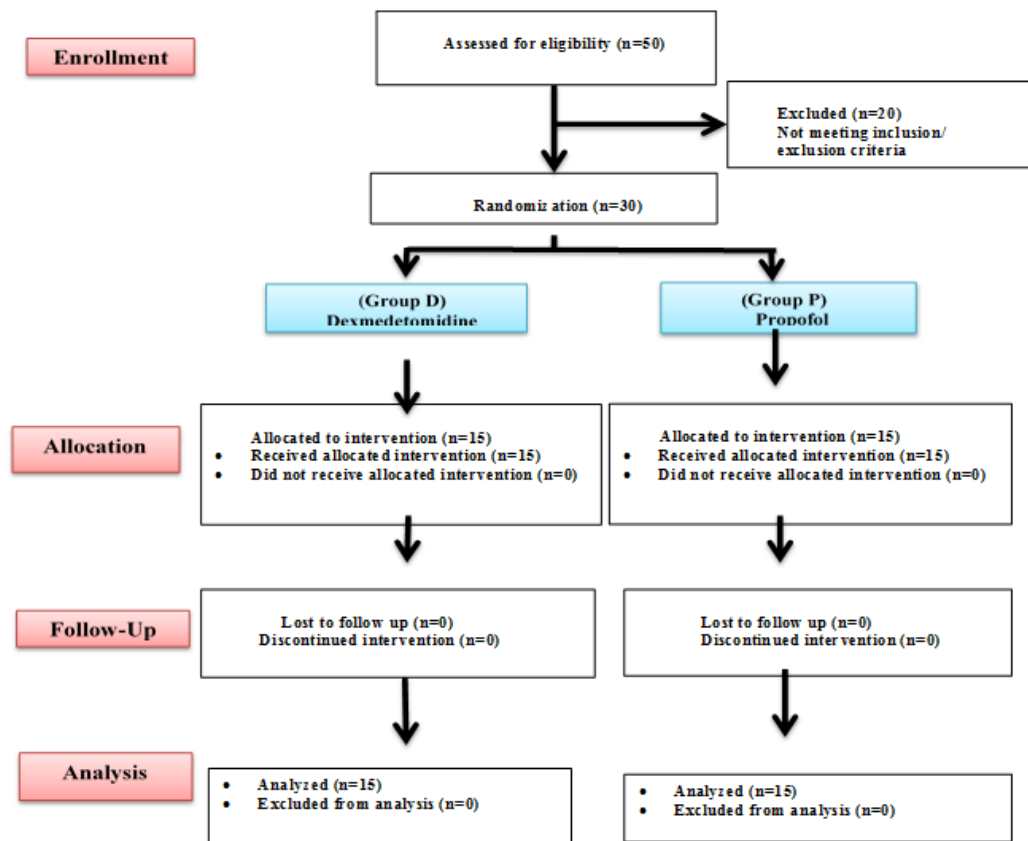 Enrollment
Assessed for eligibility (n=50)
Excluded (n=20)
Not meeting inclusion/
exclusion criteria
Randomization (n=30)
(Group D)
Dexmedetomidine
(Group P)
Propofol
Allocation
Allocated to intervention (n=15)
• Received allocated intervention (n=15)
• Did not receive allocated intervention (n=0)
Allocated to intervention (n=15)
• Received allocated intervention (n=15)
• Did not receive allocated intervention (n=0)
Follow-Up
Lost to follow up (n=0)
Discontinued intervention (n=0)
Lost to follow up (n=0)
Discontinued intervention (n=0)
Analysis
• Analyzed (n=15)
• Excluded from analysis (n=0)
• Analyzed (n=15)
• Excluded from analysis (n=0)